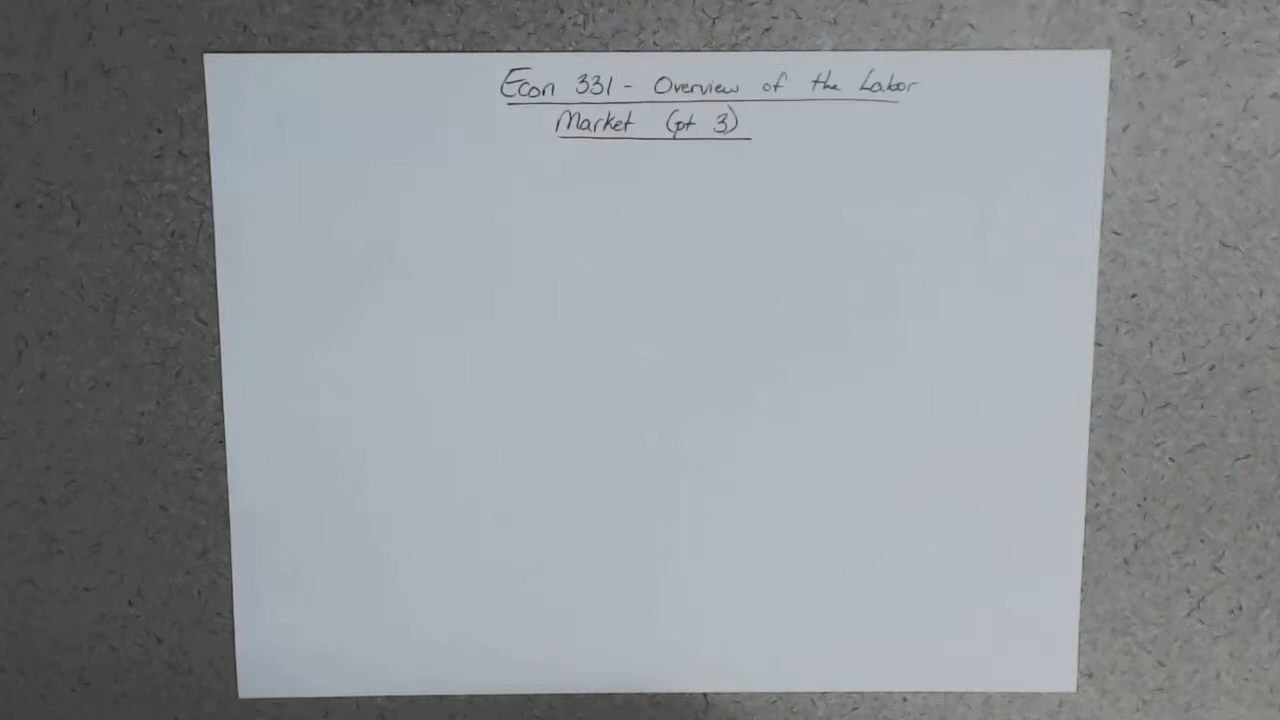 Econ 331 - Overview of the Labor
Market (pt 3)